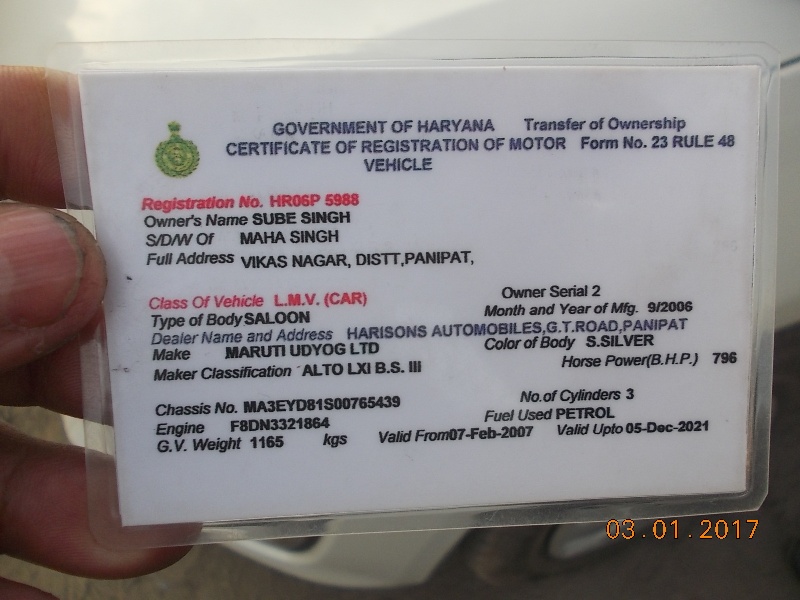 GOVERNMENT OF HARYANA Transfer of Ownership
CERTIFICATE OF REGISTRATION OF MOTOR Form No. 23 RULE 48
VEHICLE
Registration No. HR06P 5988
Owner's Name SUBE SINGH
S/D/W Of MAHA SINGH
Full Address VIKAS NAGAR, DISTT,PANIPAT,
Owner Serial 2
Class Of Vehicle L.M.V. (CAR)
Month and Year of Mfg. 9/2006
Type of Body SALOON
Dealer Name and Address HARISONS AUTOMOBILES,G.T.ROAD,PANIPAT
Make MARUTI UDYOG LTD
Color of Body S.SILVER
Maker Classification ALTO LXI B.S. III
Horse Power(B.H.P.) 796
Chassis No. MA3EYD81S00765439
No.of Cylinders 3
Engine F8DN3321864
Fuel Used PETROL
G.V. Weight 1165 kgs Valid From 07-Feb-2007 Valid Upto 05-Dec-2021
03.01.2017